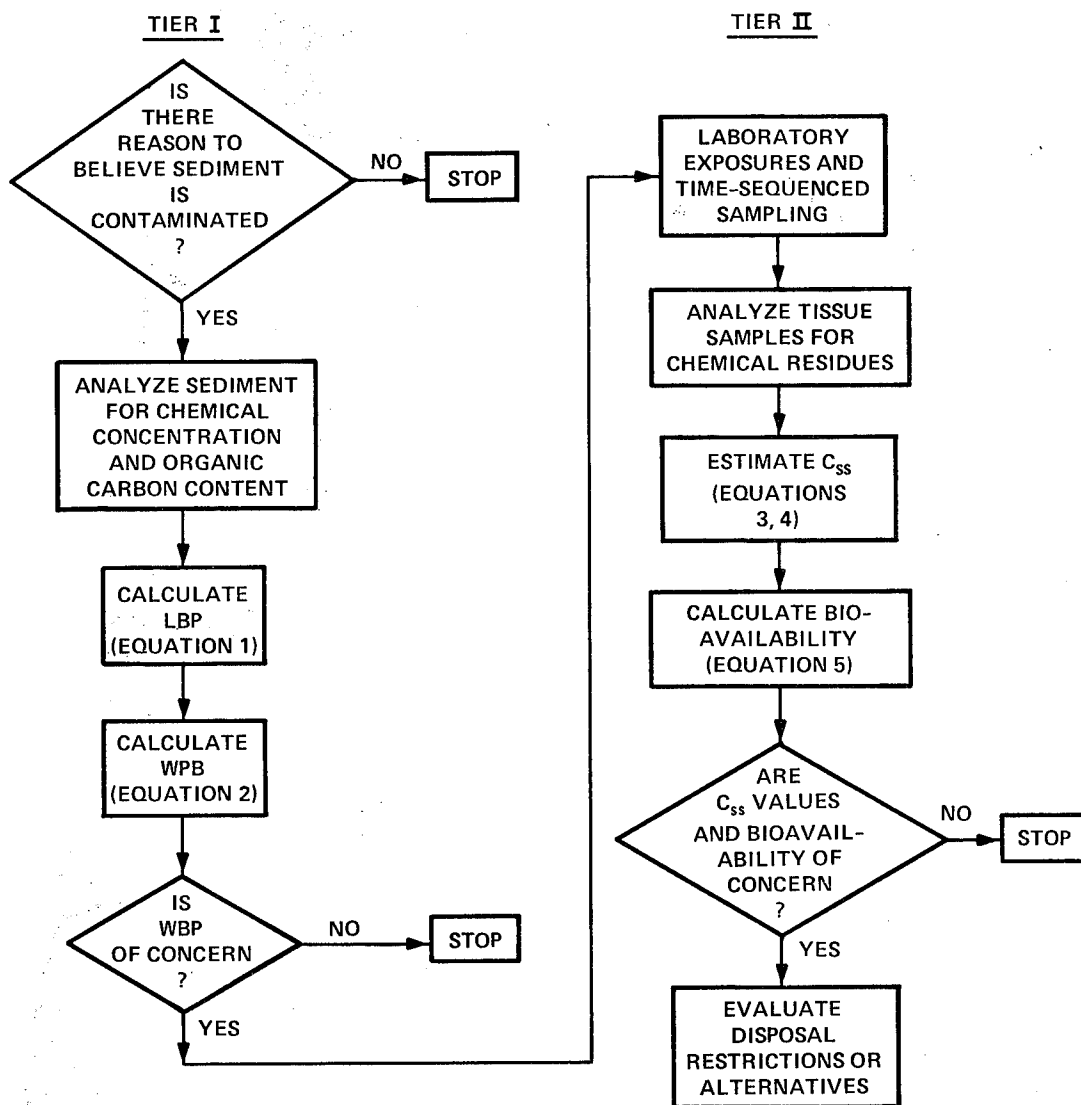 TIER I
IS
THERE
REASON TO
BELIEVE SEDIMENT
IS
CONTAMINATED
?
NO
STOP
YES
ANALYZE SEDIMENT
FOR CHEMICAL
CONCENTRATION
AND ORGANIC
CARBON CONTENT
CALCULATE
LBP
(EQUATION 1)
CALCULATE
WPB
(EQUATION 2)
IS
WBP
OF CONCERN
?
NO
STOP
YES
TIER II
LABORATORY
EXPOSURES AND
TIME-SEQUENCED
SAMPLING
ANALYZE TISSUE
SAMPLES FOR
CHEMICAL RESIDUES
ESTIMATE Css
(EQUATIONS
3, 4)
CALCULATE BIO-
AVAILABILITY
(EQUATION 5)
ARE
Css VALUES
AND BIOAVAIL-
ABILITY OF
CONCERN
?
NO
STOP
YES
EVALUATE
DISPOSAL
RESTRICTIONS OR
ALTERNATIVES